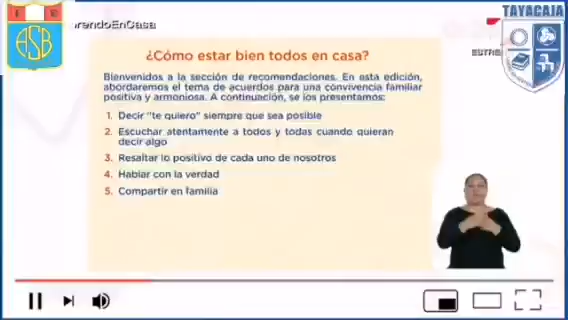 ASB
rendoEnCasa
TAYACAJA
ESTRE
¿Cómo estar bien todos en casa?
Bienvenidos a la sección de recomendaciones. En esta edición,
abordaremos el tema de acuerdos para una convivencia familiar
positiva y armoniosa. A continuación, se los presentamos:
1. Decir "te quiero" siempre que sea posible
2. Escuchar atentamente a todos y todas cuando quieran
decir algo
3. Resaltar lo positivo de cada uno de nosotros
4. Hablar con la verdad
5. Compartir en familia